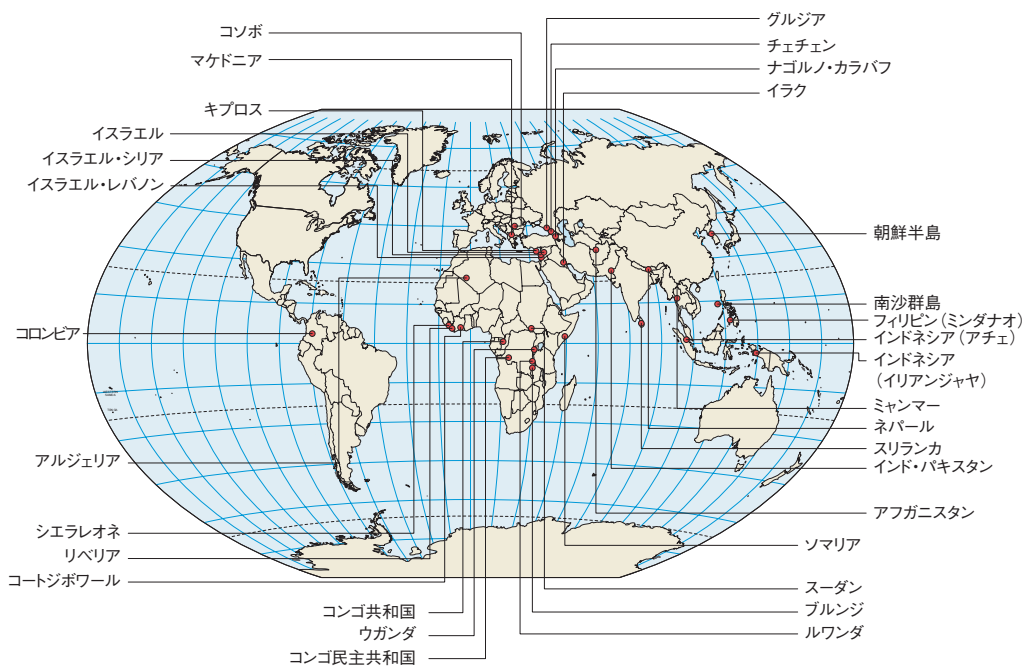 コソボ
マケドニア
キプロス
イスラエル
イスラエル・シリア
イスラエル・レバノン
コロンビア
アルジェリア
シエラレオネ
リベリア
コートジボワール
コンゴ共和国
ウガンダ
コンゴ民主共和国
グルジア
チェチェン
ナゴルノ・カラバフ
イラク
朝鮮半島
南沙群島
フィリピン(ミンダナオ)
インドネシア(アチェ)
インドネシア
(イリアンジャヤ)
ミャンマー
ネパール
スリランカ
インド・パキスタン
アフガニスタン
ソマリア
スーダン
ブルンジ
ルワンダ